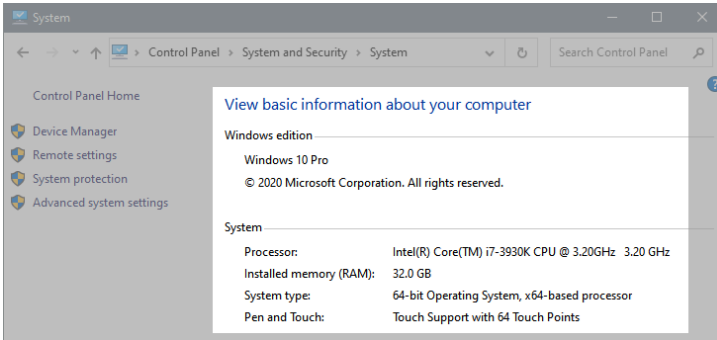 System
Control Panel > System and Security > System
Search Control Panel
Control Panel Home
Device Manager
Remote settings
System protection
Advanced system settings
View basic information about your computer
Windows edition
Windows 10 Pro
© 2020 Microsoft Corporation. All rights reserved.
System
Processor: Intel(R) Core(TM) i7-3930K CPU @ 3.20GHz 3.20 GHz
Installed memory (RAM): 32.0 GB
System type: 64-bit Operating System, x64-based processor
Pen and Touch: Touch Support with 64 Touch Points